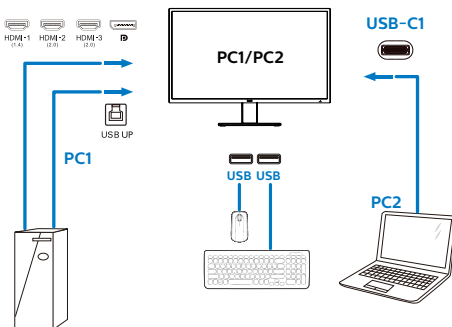 HDMI-1 HDMI-2 HDMI-3
(1.4) (2.0) (2.0)
USB-C1
PC1/PC2
USB UP
PC1
USB USB
PC2